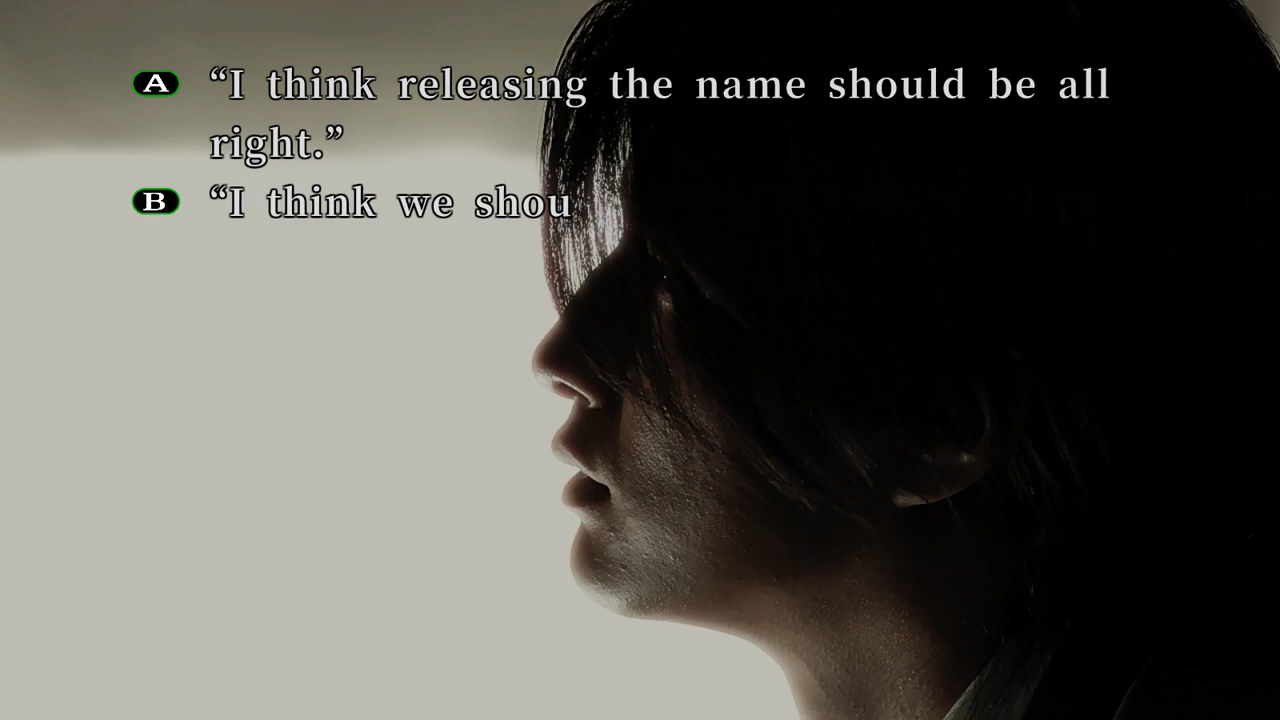 A “I think releasing the name should be all
right.”
B “I think we shou